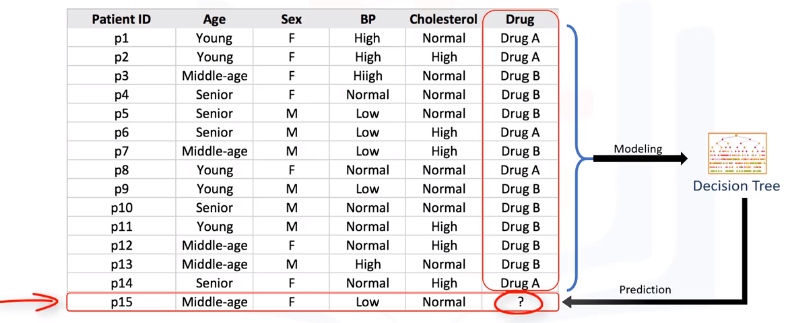 Patient ID Age Sex BP Cholesterol Drug
p1 Young F High Normal Drug A
p2 Young F High High Drug A
p3 Middle-age F Hiigh Normal Drug B
p4 Senior F Normal Normal Drug B
p5 Senior M Low Normal Drug B
p6 Senior M Low High Drug A
p7 Middle-age M Low High Drug B
p8 Young F Normal Normal Drug A
p9 Young M Low Normal Drug B
p10 Senior M Normal Normal Drug B
p11 Young M Normal High Drug B
p12 Middle-age F Normal High Drug B
p13 Middle-age M High Normal Drug B
p14 Senior F Normal High Drug A
p15 Middle-age F Low Normal ?
Modeling
Decision Tree
Prediction